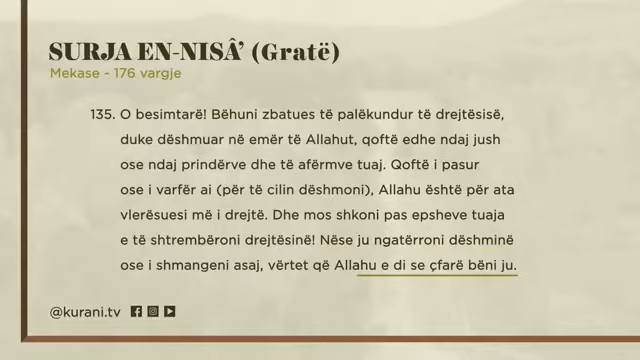 SURJA EN-NISÂ’ (Gratë)
Mekase - 176 vargje
135. O besimtarë! Bëhuni zbatues të palëkundur të drejtësisë,
duke dëshmuar në emër të Allahut, qoftë edhe ndaj jush
ose ndaj prindërve dhe të afërmve tuaj. Qoftë i pasur
ose i varfër ai (për të cilin dëshmoni), Allahu është për ata
vlerësuesi më i drejtë. Dhe mos shkoni pas epsheve tuaja
e të shtrembëroni drejtësinë! Nëse ju ngatërroni dëshminë
ose i shmangeni asaj, vërtet që Allahu e di se çfarë bëni ju.
@kurani.tv